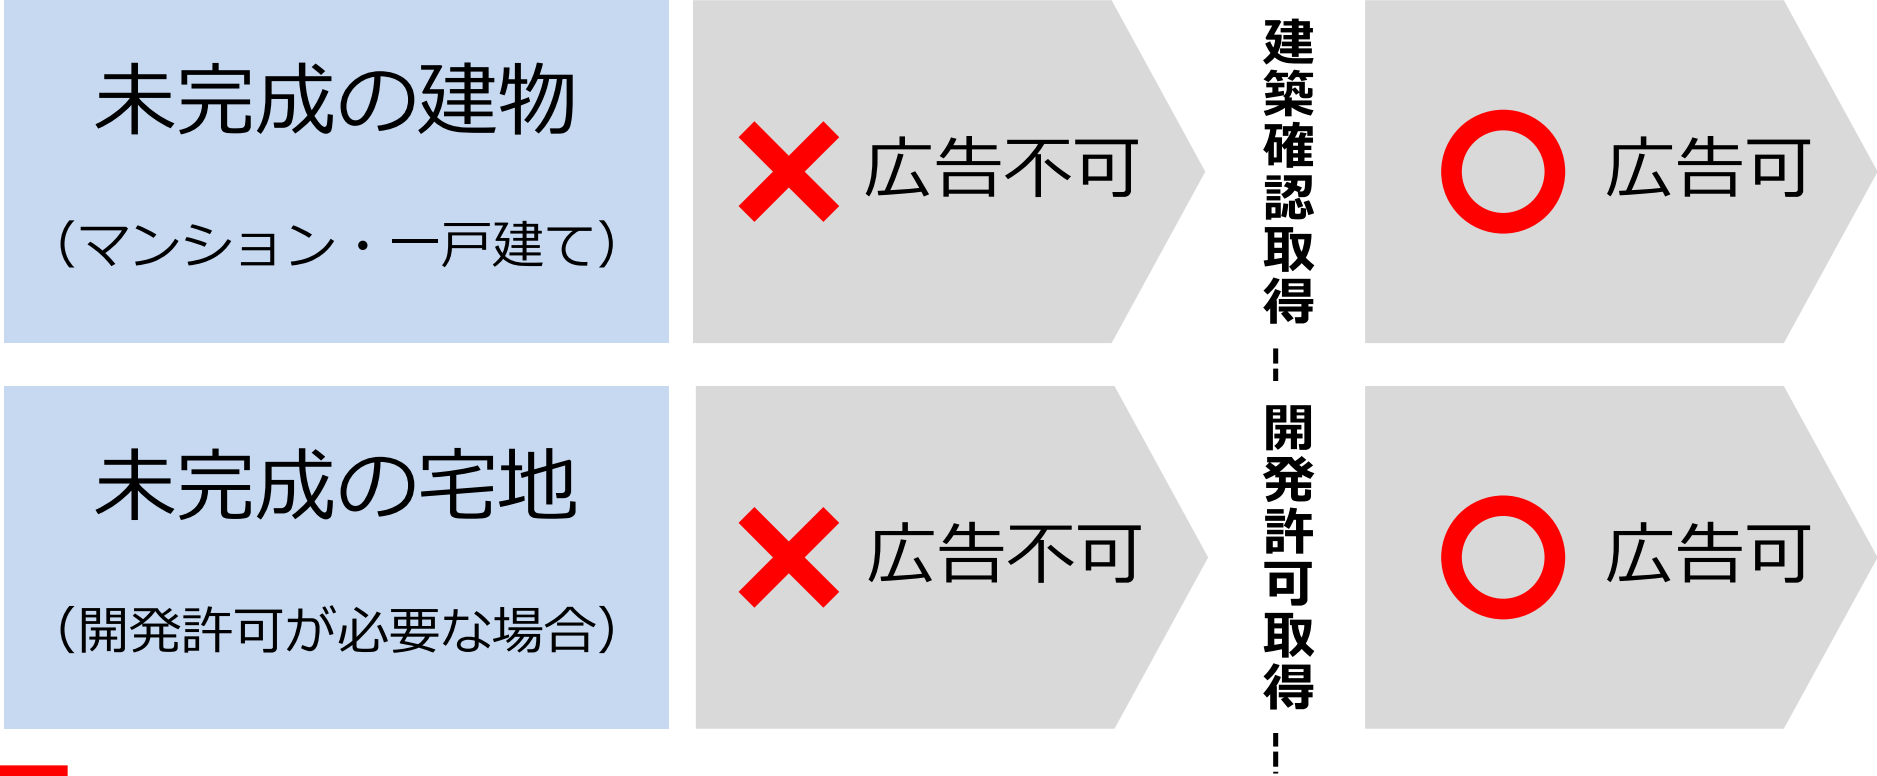 未完成の建物
（マンション・一戸建て）
広告不可
建築確認取得
広告可
未完成の宅地
（開発許可が必要な場合）
広告不可
開発許可取得
広告可